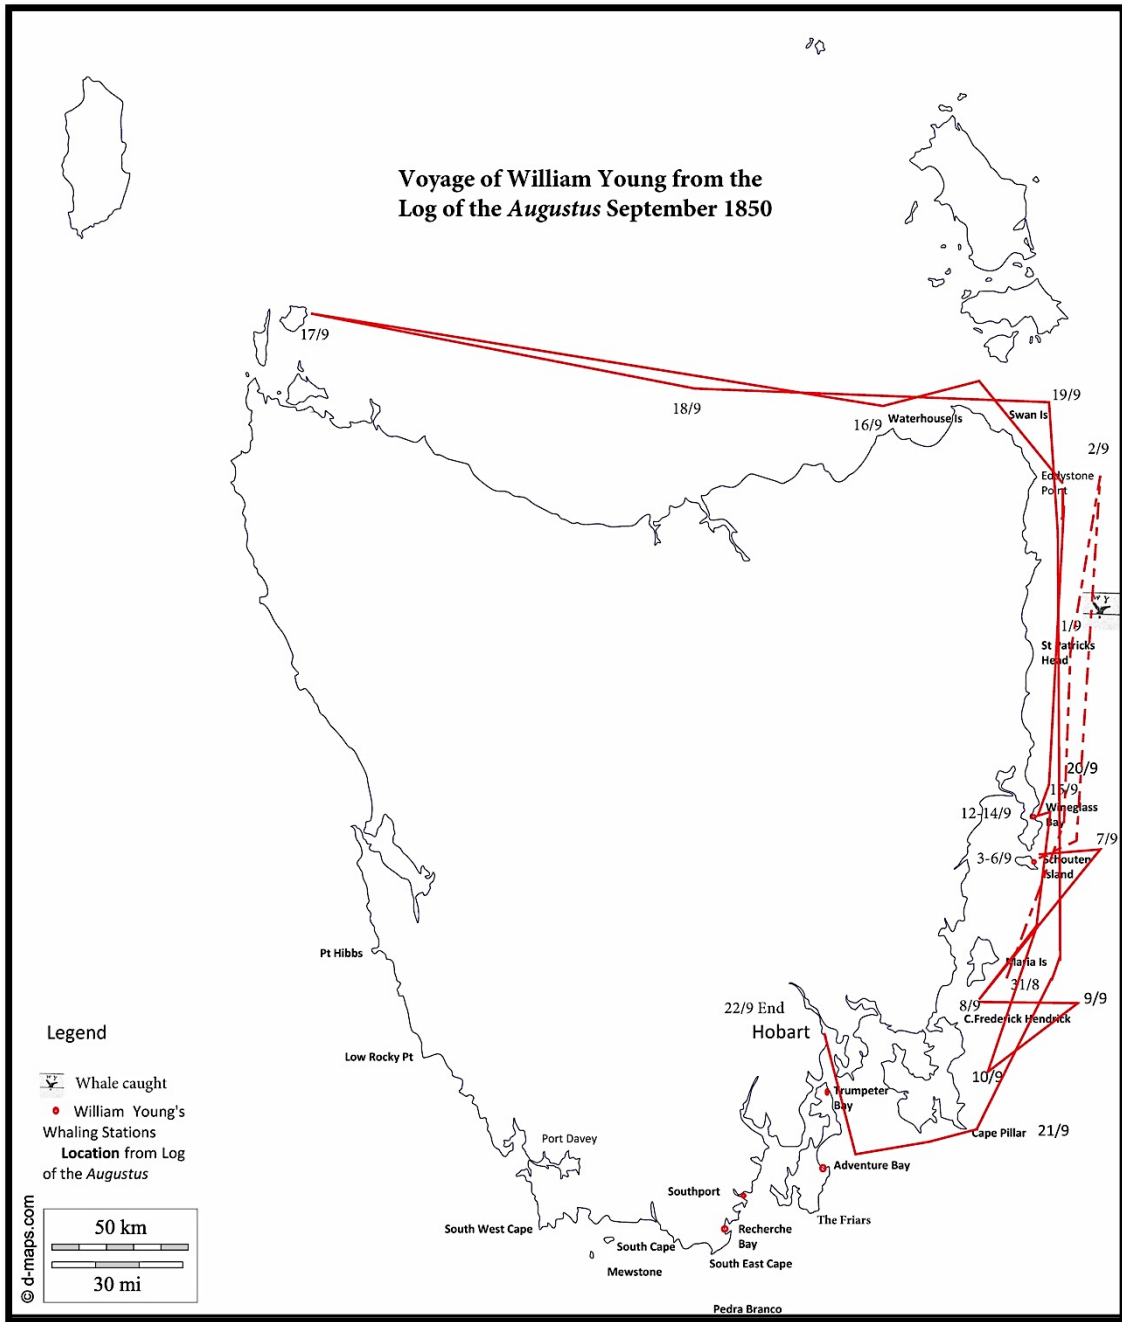 Voyage of William Young from the
Log of the Augustus September 1850
17/9
18/9
16/9
Waterhouse Is
Swan Is
19/9
2/9
Eddystone
Point
W Y
1/9
St Patricks
Head
20/9
15/9
12-14/9
Wineglass
Bay
7/9
3-6/9
Schouten
Island
Pt Hibbs
Maria Is
31/8
8/9
9/9
C.Frederick Hendrick
22/9 End
Hobart
Low Rocky Pt
10/9
Trumpeter
Bay
Cape Pillar
21/9
Port Davey
Adventure Bay
Southport
The Friars
South West Cape
Recherche
Bay
South Cape
South East Cape
Mewstone
Pedra Branco
Legend
W Y
Whale caught
William Young's
Whaling Stations
Location from Log
of the Augustus
50 km
30 mi
© d-maps.com